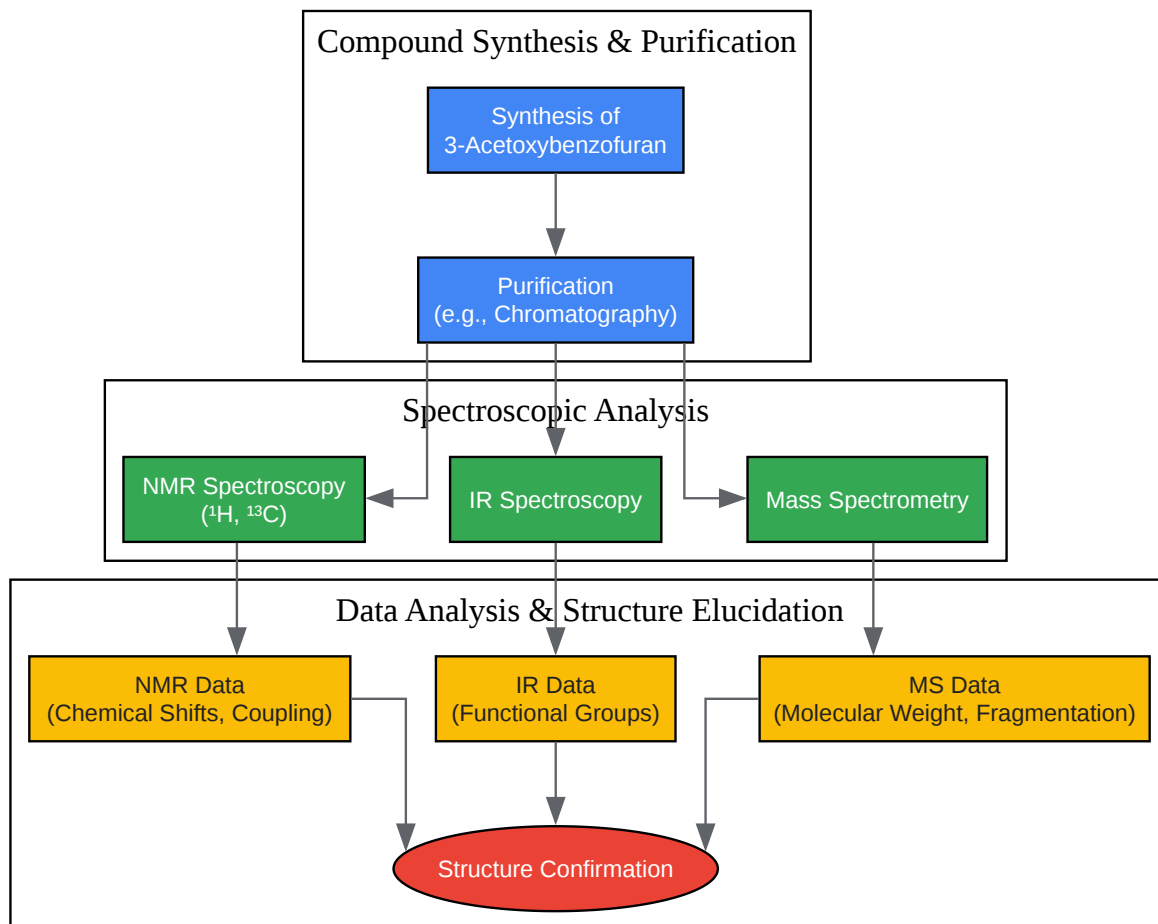 Compound Synthesis & Purification
Synthesis of
3-Acetoxybenzofuran
Purification
(e.g., Chromatography)
Spectroscopic Analysis
NMR Spectroscopy
(¹H, ¹³C)
IR Spectroscopy
Mass Spectrometry
Data Analysis & Structure Elucidation
NMR Data
(Chemical Shifts, Coupling)
IR Data
(Functional Groups)
MS Data
(Molecular Weight, Fragmentation)
Structure Confirmation